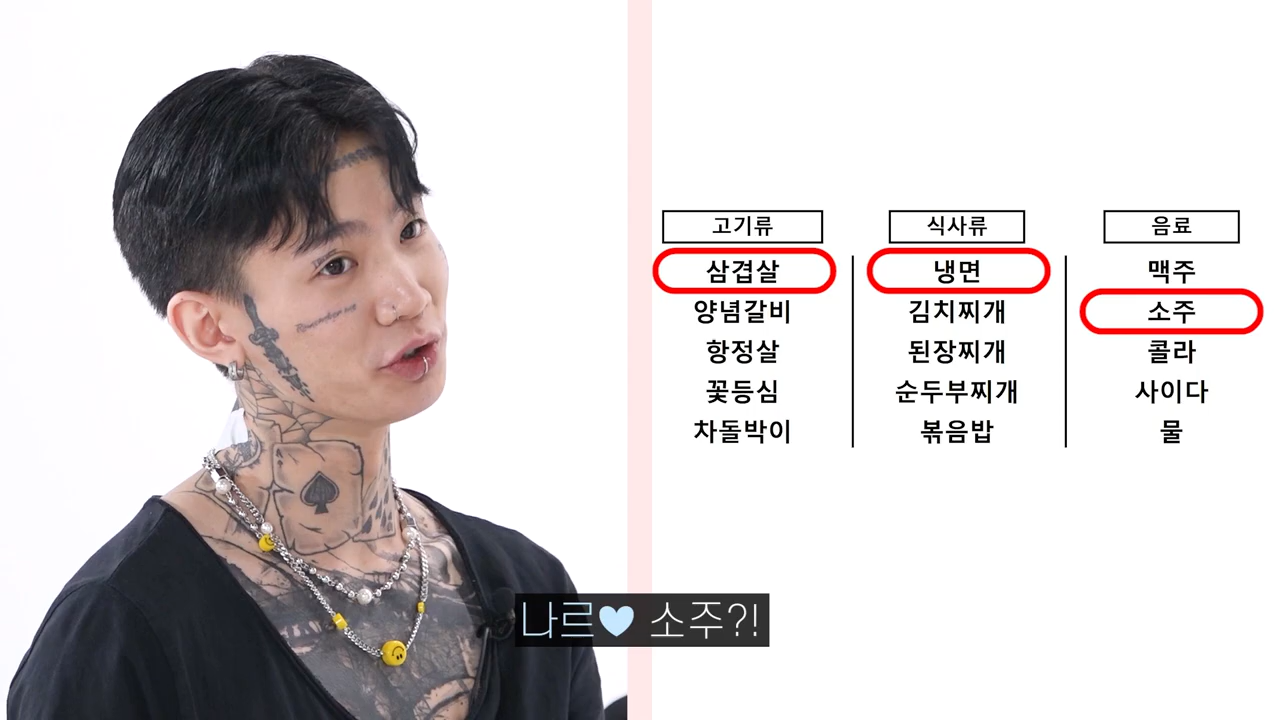 고기류
삼겹살
양념갈비
항정살
꽃등심
차돌박이
식사류
냉면
김치찌개
된장찌개
순두부찌개
볶음밥
음료
맥주
소주
콜라
사이다
물
나르🩵 소주?!